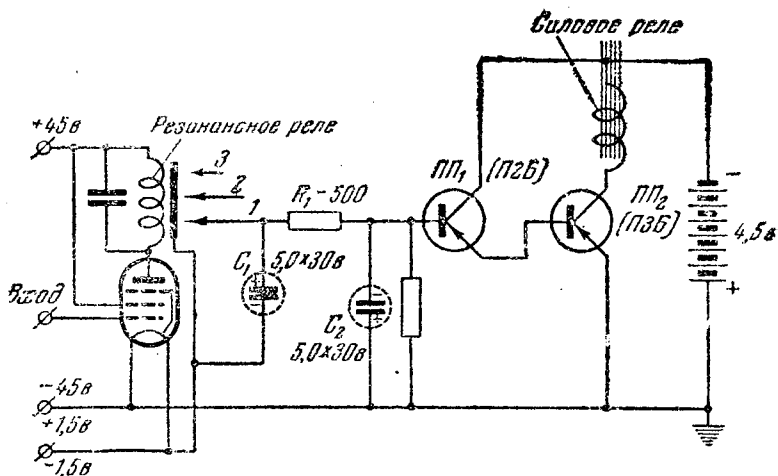 Силовое реле
+45в
Резонансное реле
3
2
1
R₁-500
ПП₁ (П2Б)
ПП₂
(П3Б)
−
4,5в
+
C₁
5,0×30в
C₂
5,0×30в
Вход
-45в
+1,5в
-1,5в